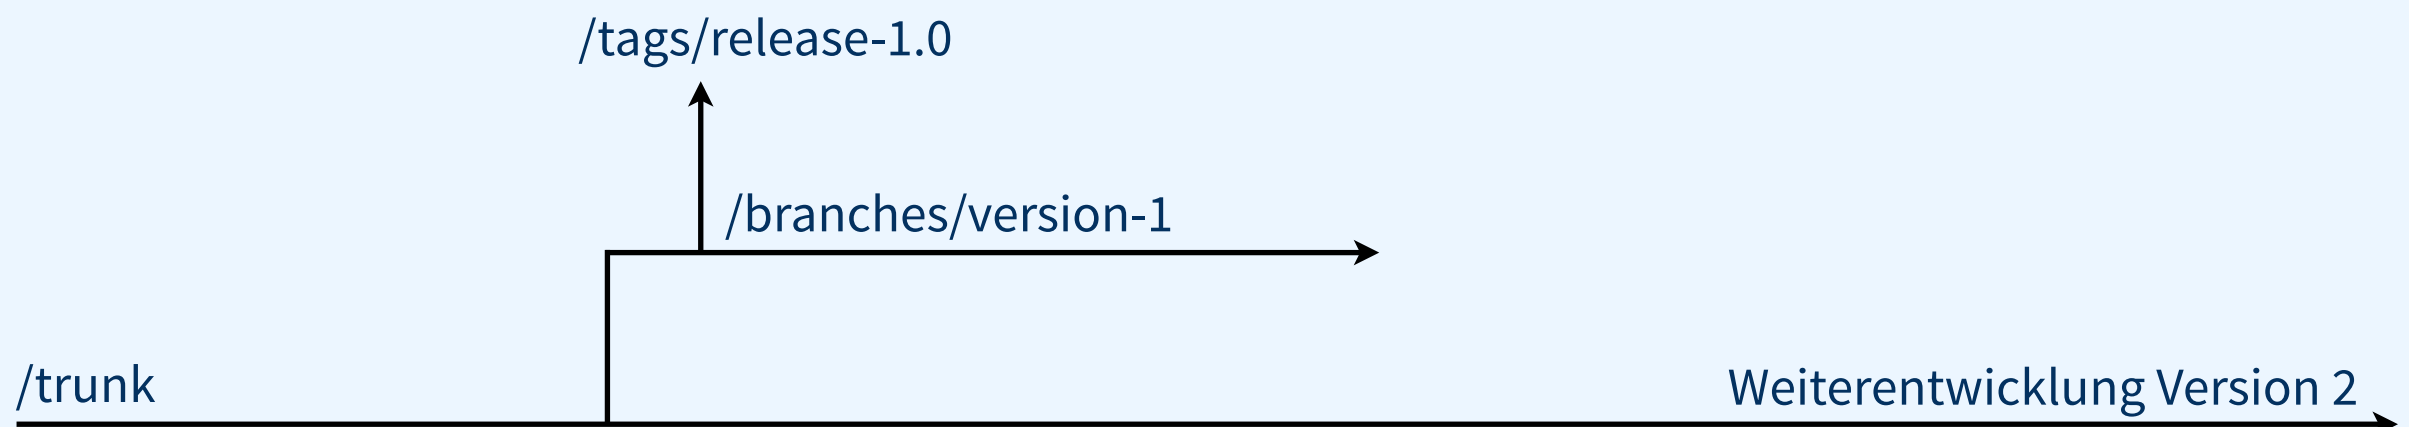 /tags/release-1.0
/branches/version-1
/trunk
Weiterentwicklung Version 2